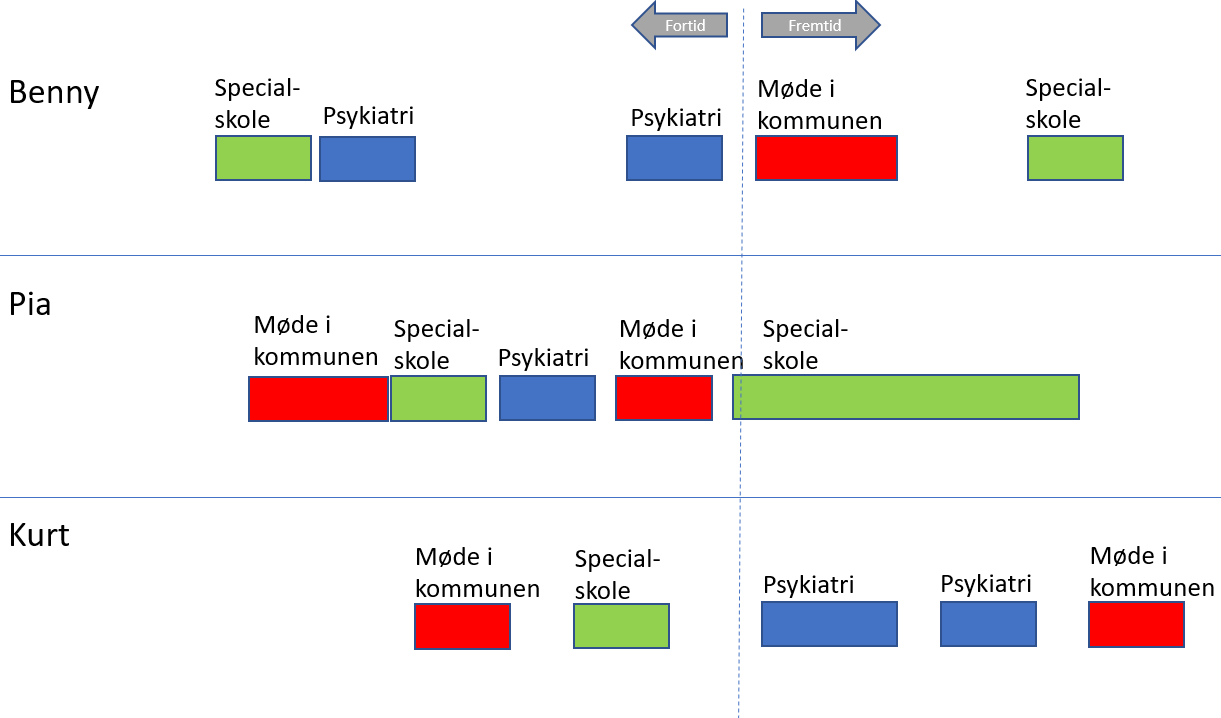 Fortid
Fremtid
Benny
Special-
skole
Psykiatri
Psykiatri
Møde i
kommunen
Special-
skole
Pia
Møde i
kommunen
Special-
skole
Psykiatri
Møde i
kommunen
Special-
skole
Kurt
Møde i
kommunen
Special-
skole
Psykiatri
Psykiatri
Møde i
kommunen